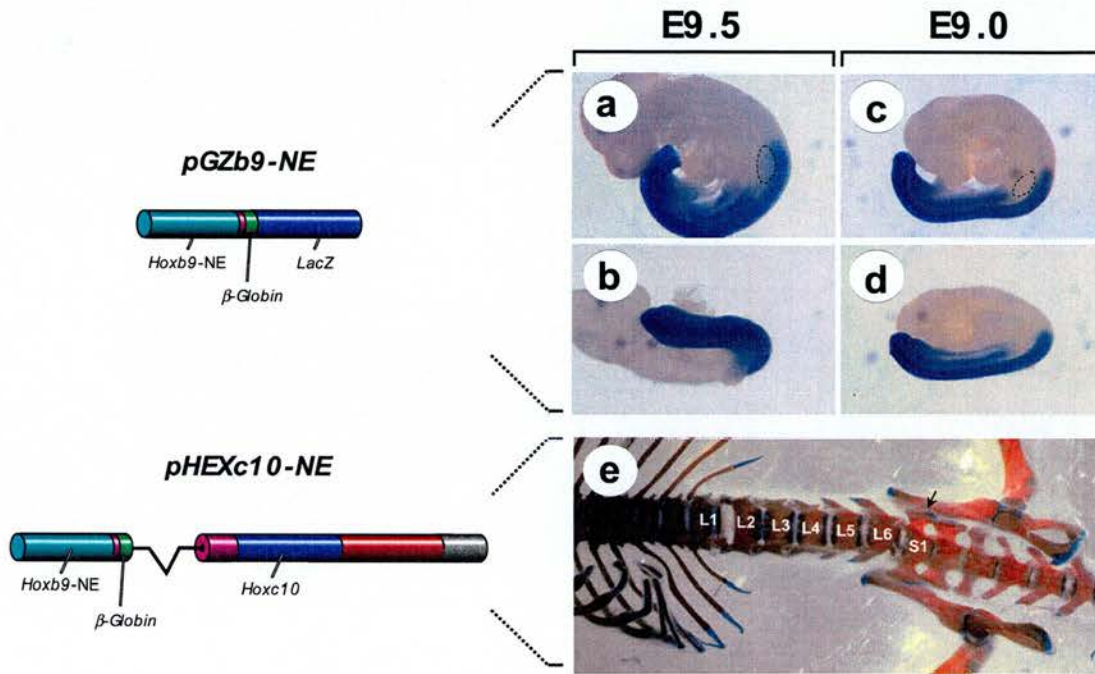 E9.5
E9.0
a
c
pGZb9-NE
Hoxb9-NE
LacZ
β-Globin
b
d
pHEXc10-NE
e
L1
L2
L3
L4
L5
L6
S1
Hoxb9-NE
Hoxc10
β-Globin